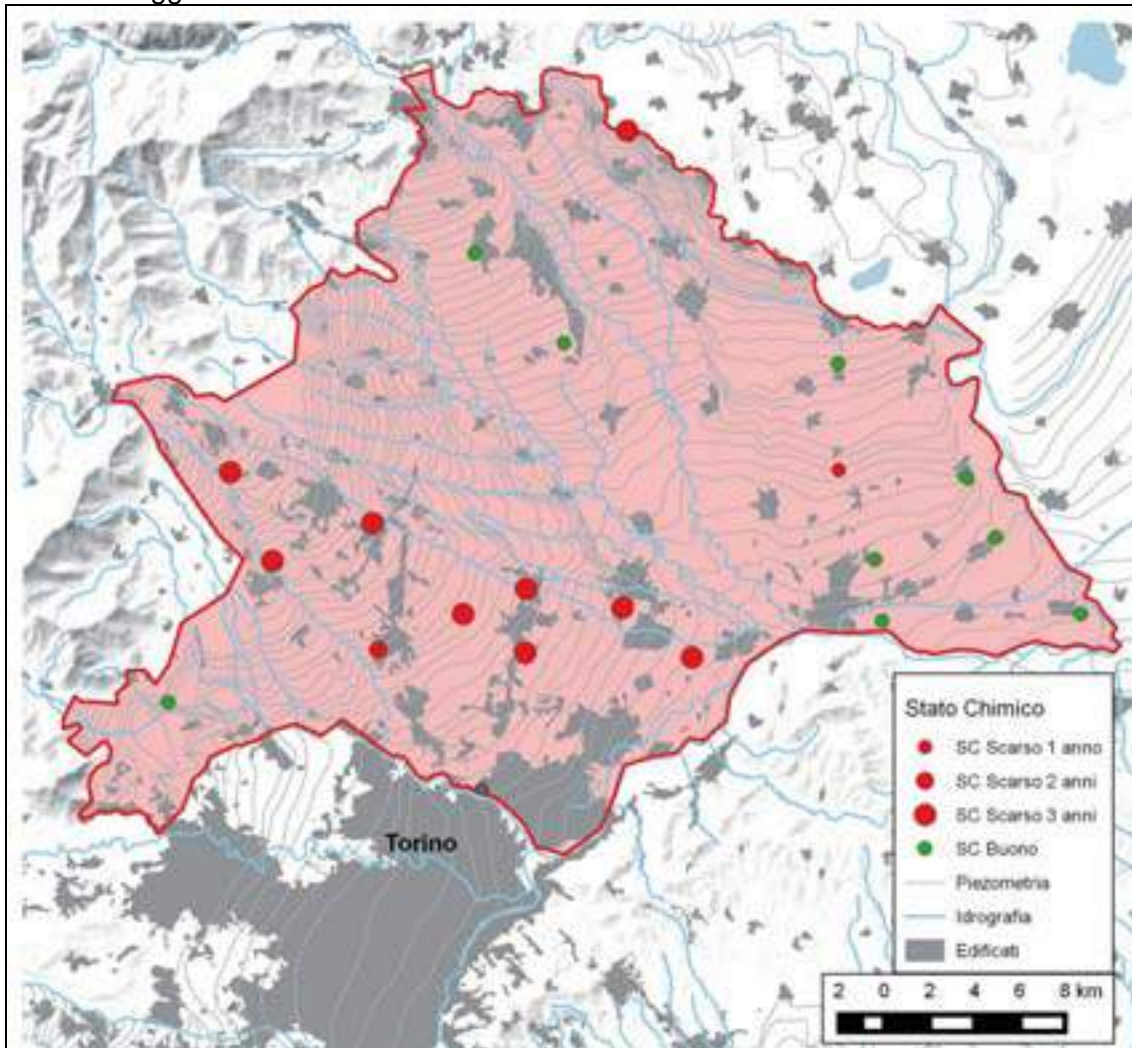 Torino
Stato Chimico
SC Scarso 1 anno
SC Scarso 2 anni
SC Scarso 3 anni
SC Buono
Piezometria
Idrografia
Edificati
2 0 2 4 6 8 km